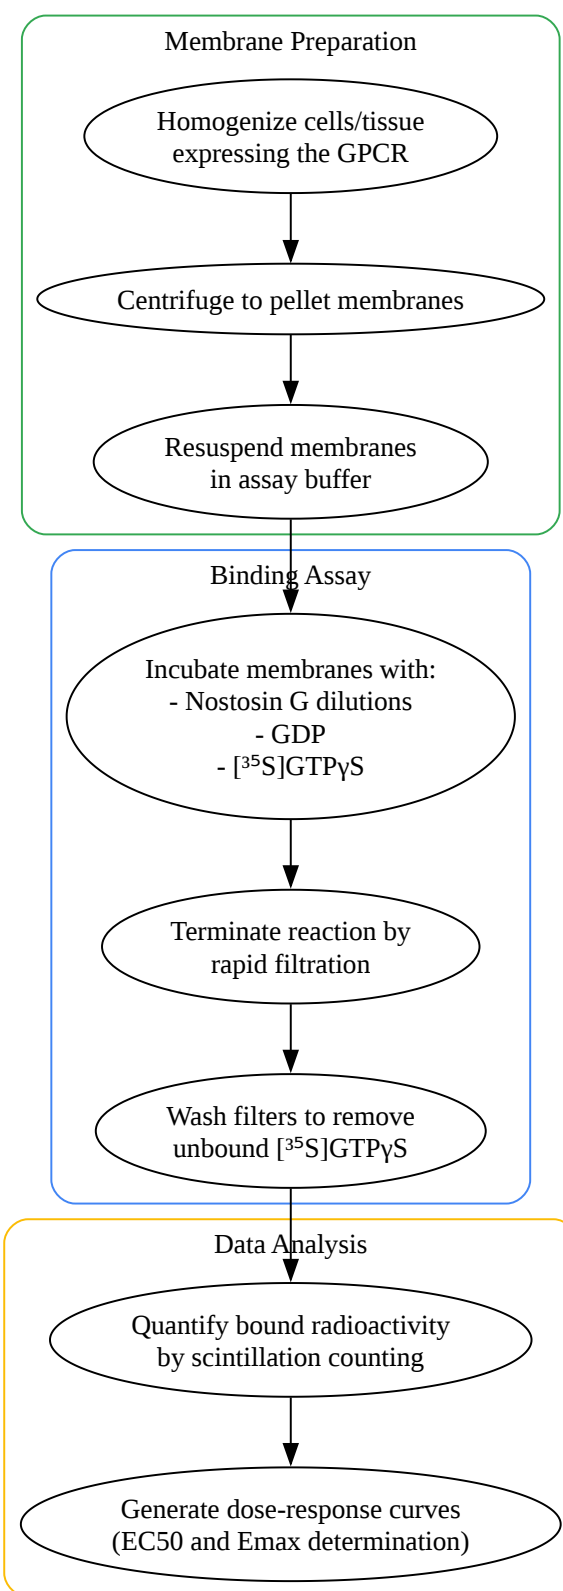 Membrane Preparation
Homogenize cells/tissue
expressing the GPCR
Centrifuge to pellet membranes
Resuspend membranes
in assay buffer
Binding Assay
Incubate membranes with:
- Nostosin G dilutions
- GDP
- [³⁵S]GTPγS
Terminate reaction by
rapid filtration
Wash filters to remove
unbound [³⁵S]GTPγS
Data Analysis
Quantify bound radioactivity
by scintillation counting
Generate dose-response curves
(EC50 and Emax determination)